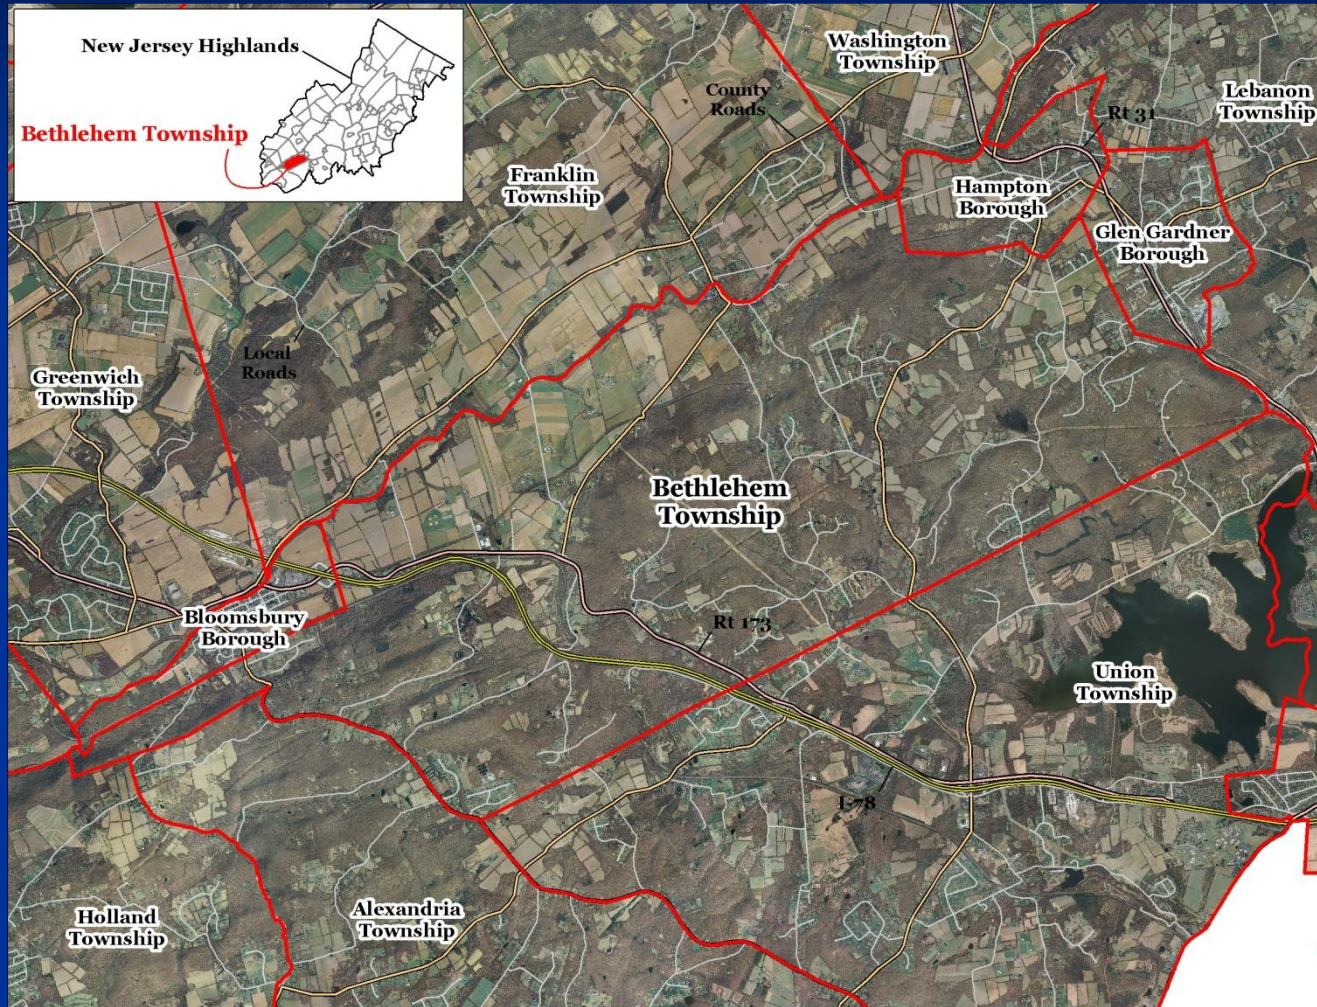 New Jersey Highlands
Bethlehem Township
Washington
Township
County
Roads
Lebanon
Township
Rt 31
Franklin
Township
Hampton
Borough
Glen Gardner
Borough
Local
Roads
Greenwich
Township
Bethlehem
Township
Bloomsbury
Borough
Rt 173
Union
Township
I-78
Holland
Township
Alexandria
Township